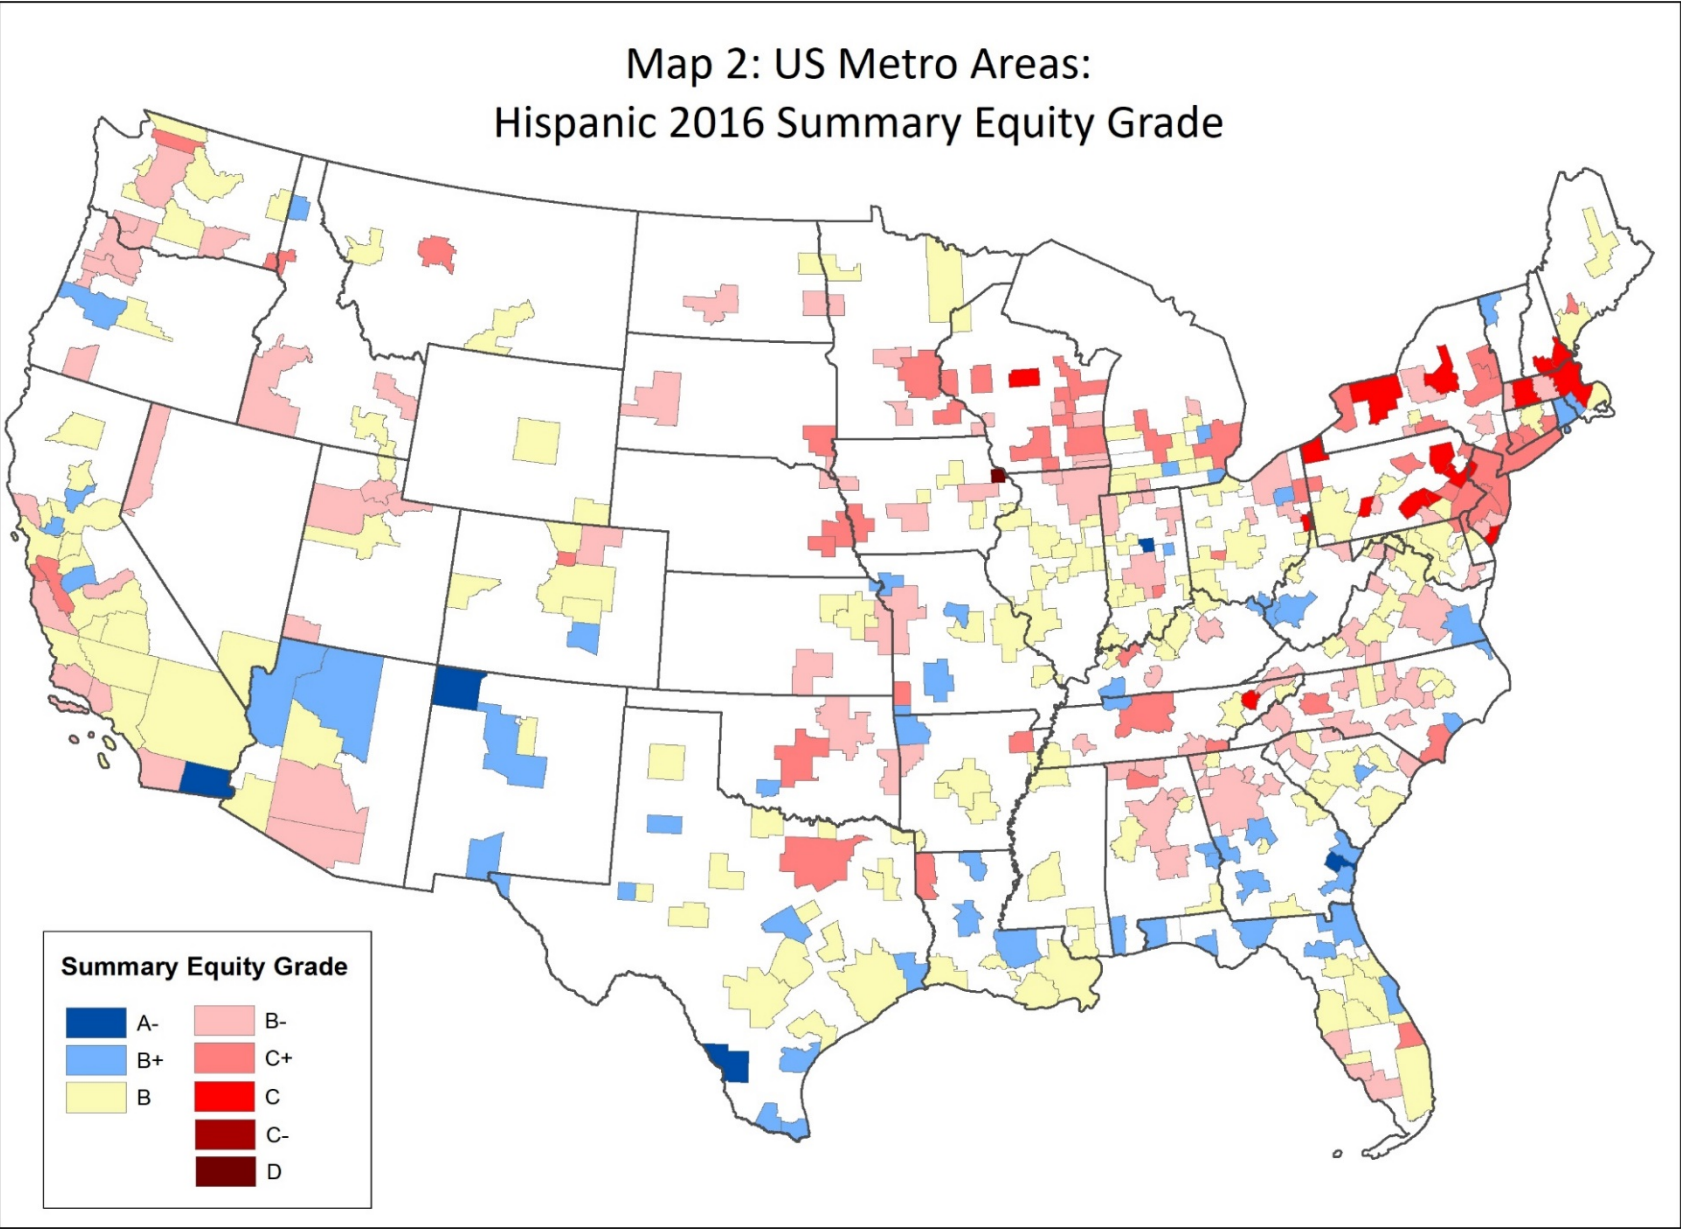 Map 2: US Metro Areas:
Hispanic 2016 Summary Equity Grade
Summary Equity Grade
A-
B+
B
B-
C+
C
C-
D